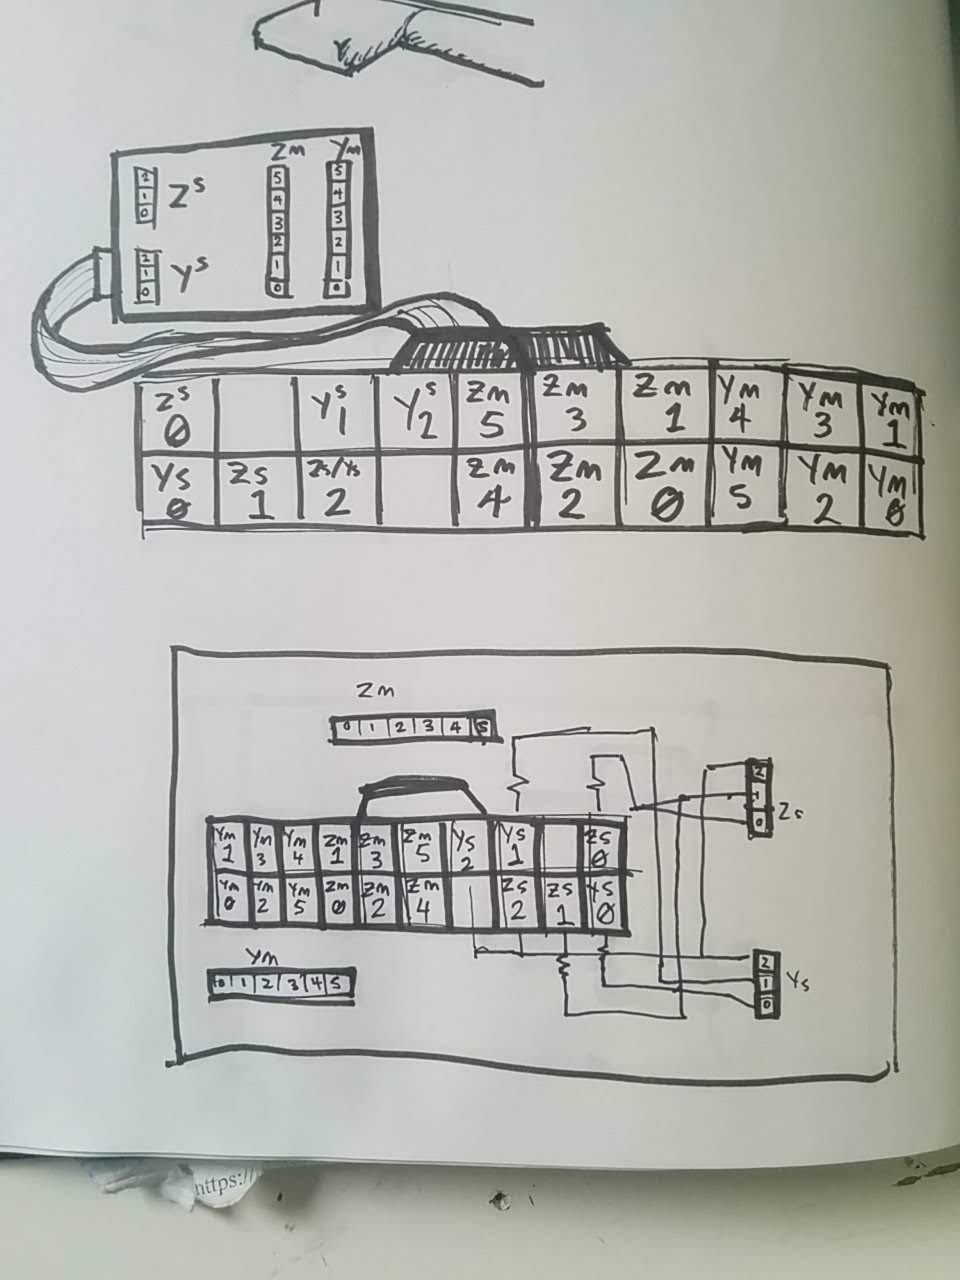 Zm Ym
2 1 0 Zs
5 4 3 2 1 0
5 4 3 2 1 0
2 1 0 Ys
Zs 0 Ys 1 Ys 2 Zm 5 Zm 3 Zm 1 Ym 4 Ym 3 Ym 1
Ys 0 Zs 1 Zs/Ys 2 Zm 4 Zm 2 Zm 0 Ym 5 Ym 2 Ym 0
Zm
0 1 2 3 4 5
2 1 0 Zs
Ym 1 Ym 3 Ym 4 Zm 1 Zm 3 Zm 5 Ys 2 Ys 1 Zs 0
Ym 0 Ym 2 Ym 5 Zm 0 Zm 2 Zm 4 Zs 2 Zs 1 Ys 0
Ym
0 1 2 3 4 5
2 1 0 Ys
https://